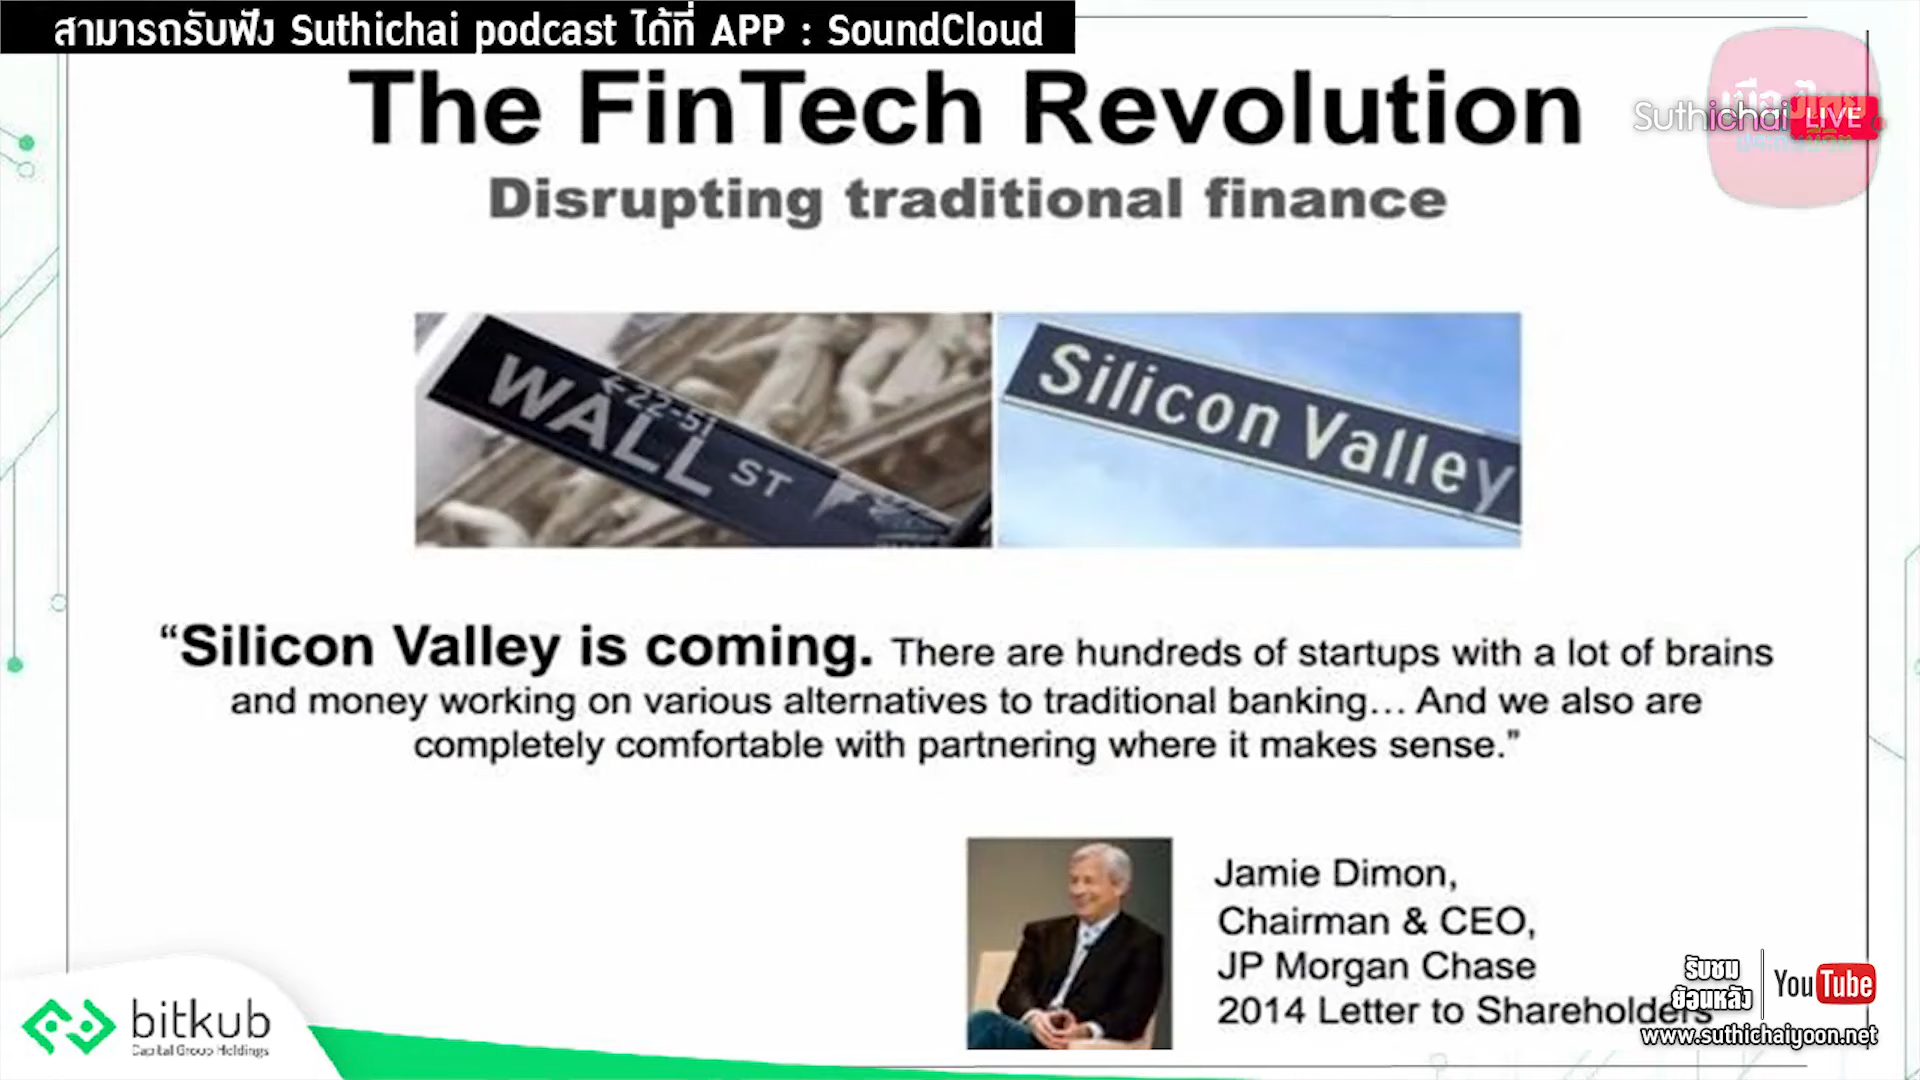 สามารถรับฟัง Suthichai podcast ได้ที่ APP : SoundCloud
The FinTech Revolution
Suthichai LIVE
Disrupting traditional finance
←22-51
WALL ST
Silicon Valley
“Silicon Valley is coming. There are hundreds of startups with a lot of brains
and money working on various alternatives to traditional banking… And we also are
completely comfortable with partnering where it makes sense.”
Jamie Dimon,
Chairman & CEO,
JP Morgan Chase
2014 Letter to Shareholders
bitkub
Capital Group Holdings
รับชม
ย้อนหลัง
YouTube
www.suthichaiyoon.net